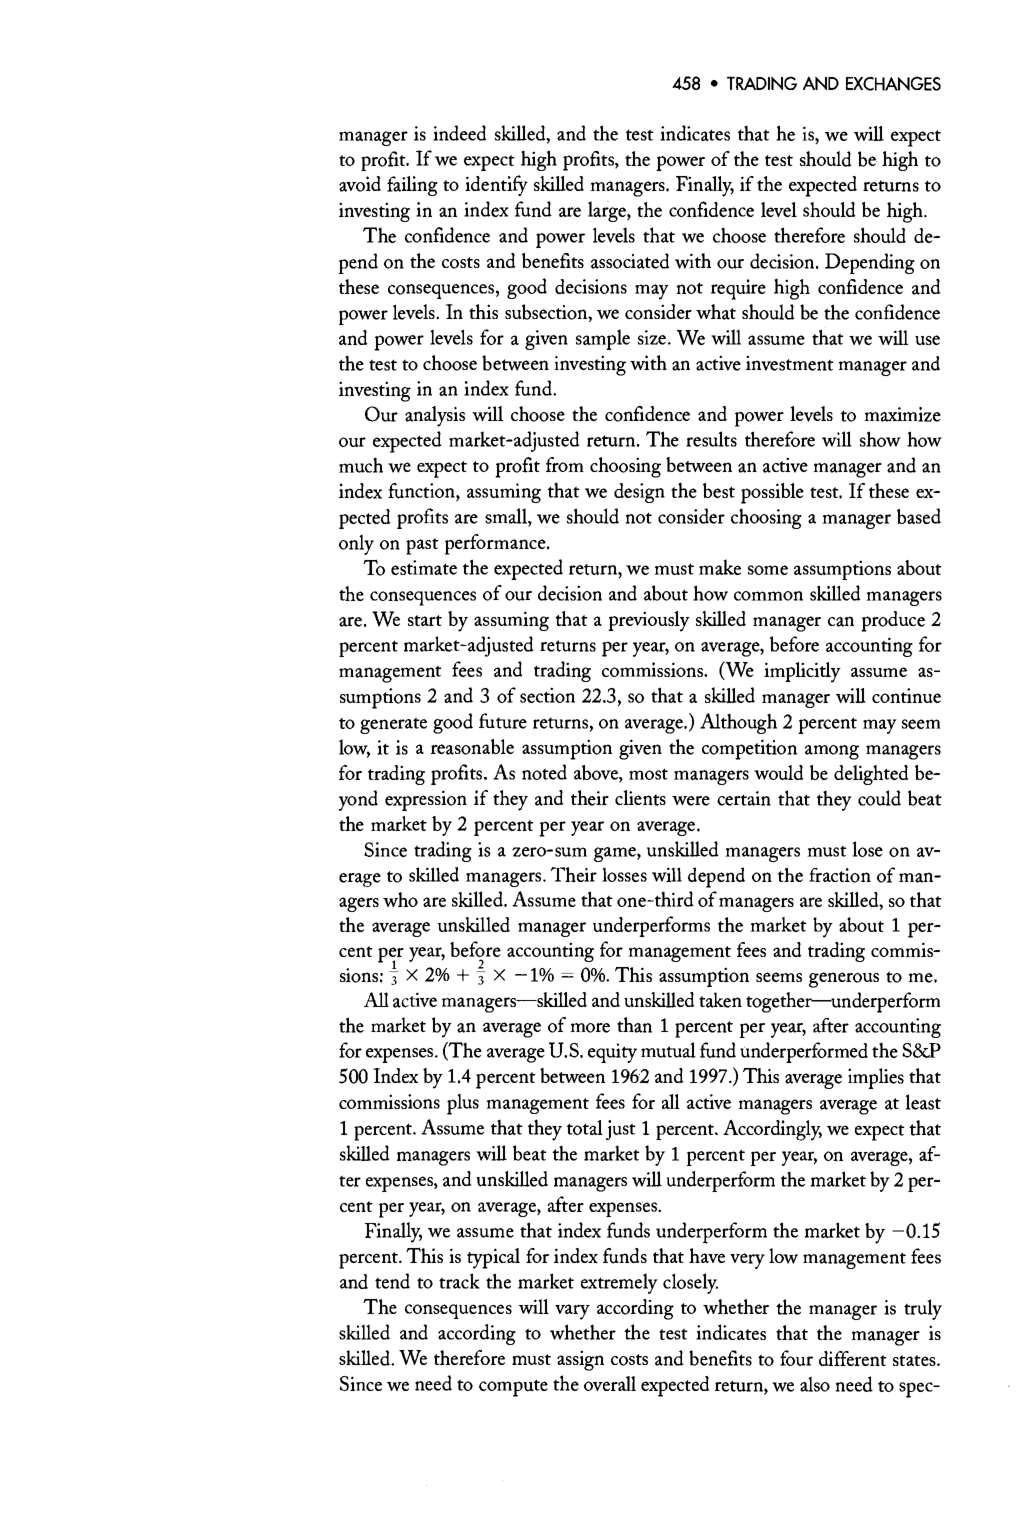 458 • TRADING AND EXCHANGES
manager is indeed skilled, and the test indicates that he is, we will expect
to profit. If we expect high profits, the power of the test should be high to
avoid failing to identify skilled managers. Finally, if the expected returns to
investing in an index fund are large, the confidence level should be high.
The confidence and power levels that we choose therefore should de-
pend on the costs and benefits associated with our decision. Depending on
these consequences, good decisions may not require high confidence and
power levels. In this subsection, we consider what should be the confidence
and power levels for a given sample size. We will assume that we will use
the test to choose between investing with an active investment manager and
investing in an index fund.
Our analysis will choose the confidence and power levels to maximize
our expected market-adjusted return. The results therefore will show how
much we expect to profit from choosing between an active manager and an
index function, assuming that we design the best possible test. If these ex-
pected profits are small, we should not consider choosing a manager based
only on past performance.
To estimate the expected return, we must make some assumptions about
the consequences of our decision and about how common skilled managers
are. We start by assuming that a previously skilled manager can produce 2
percent market-adjusted returns per year, on average, before accounting for
management fees and trading commissions. (We implicitly assume as-
sumptions 2 and 3 of section 22.3, so that a skilled manager will continue
to generate good future returns, on average.) Although 2 percent may seem
low, it is a reasonable assumption given the competition among managers
for trading profits. As noted above, most managers would be delighted be-
yond expression if they and their clients were certain that they could beat
the market by 2 percent per year on average.
Since trading is a zero-sum game, unskilled managers must lose on av-
erage to skilled managers. Their losses will depend on the fraction of man-
agers who are skilled. Assume that one-third of managers are skilled, so that
the average unskilled manager underperforms the market by about 1 per-
cent per year, before accounting for management fees and trading commis-
sions: 1/3 × 2% + 2/3 × −1% = 0%. This assumption seems generous to me.
All active managers—skilled and unskilled taken together—underperform
the market by an average of more than 1 percent per year, after accounting
for expenses. (The average U.S. equity mutual fund underperformed the S&P
500 Index by 1.4 percent between 1962 and 1997.) This average implies that
commissions plus management fees for all active managers average at least
1 percent. Assume that they total just 1 percent. Accordingly, we expect that
skilled managers will beat the market by 1 percent per year, on average, af-
ter expenses, and unskilled managers will underperform the market by 2 per-
cent per year, on average, after expenses.
Finally, we assume that index funds underperform the market by −0.15
percent. This is typical for index funds that have very low management fees
and tend to track the market extremely closely.
The consequences will vary according to whether the manager is truly
skilled and according to whether the test indicates that the manager is
skilled. We therefore must assign costs and benefits to four different states.
Since we need to compute the overall expected return, we also need to spec-